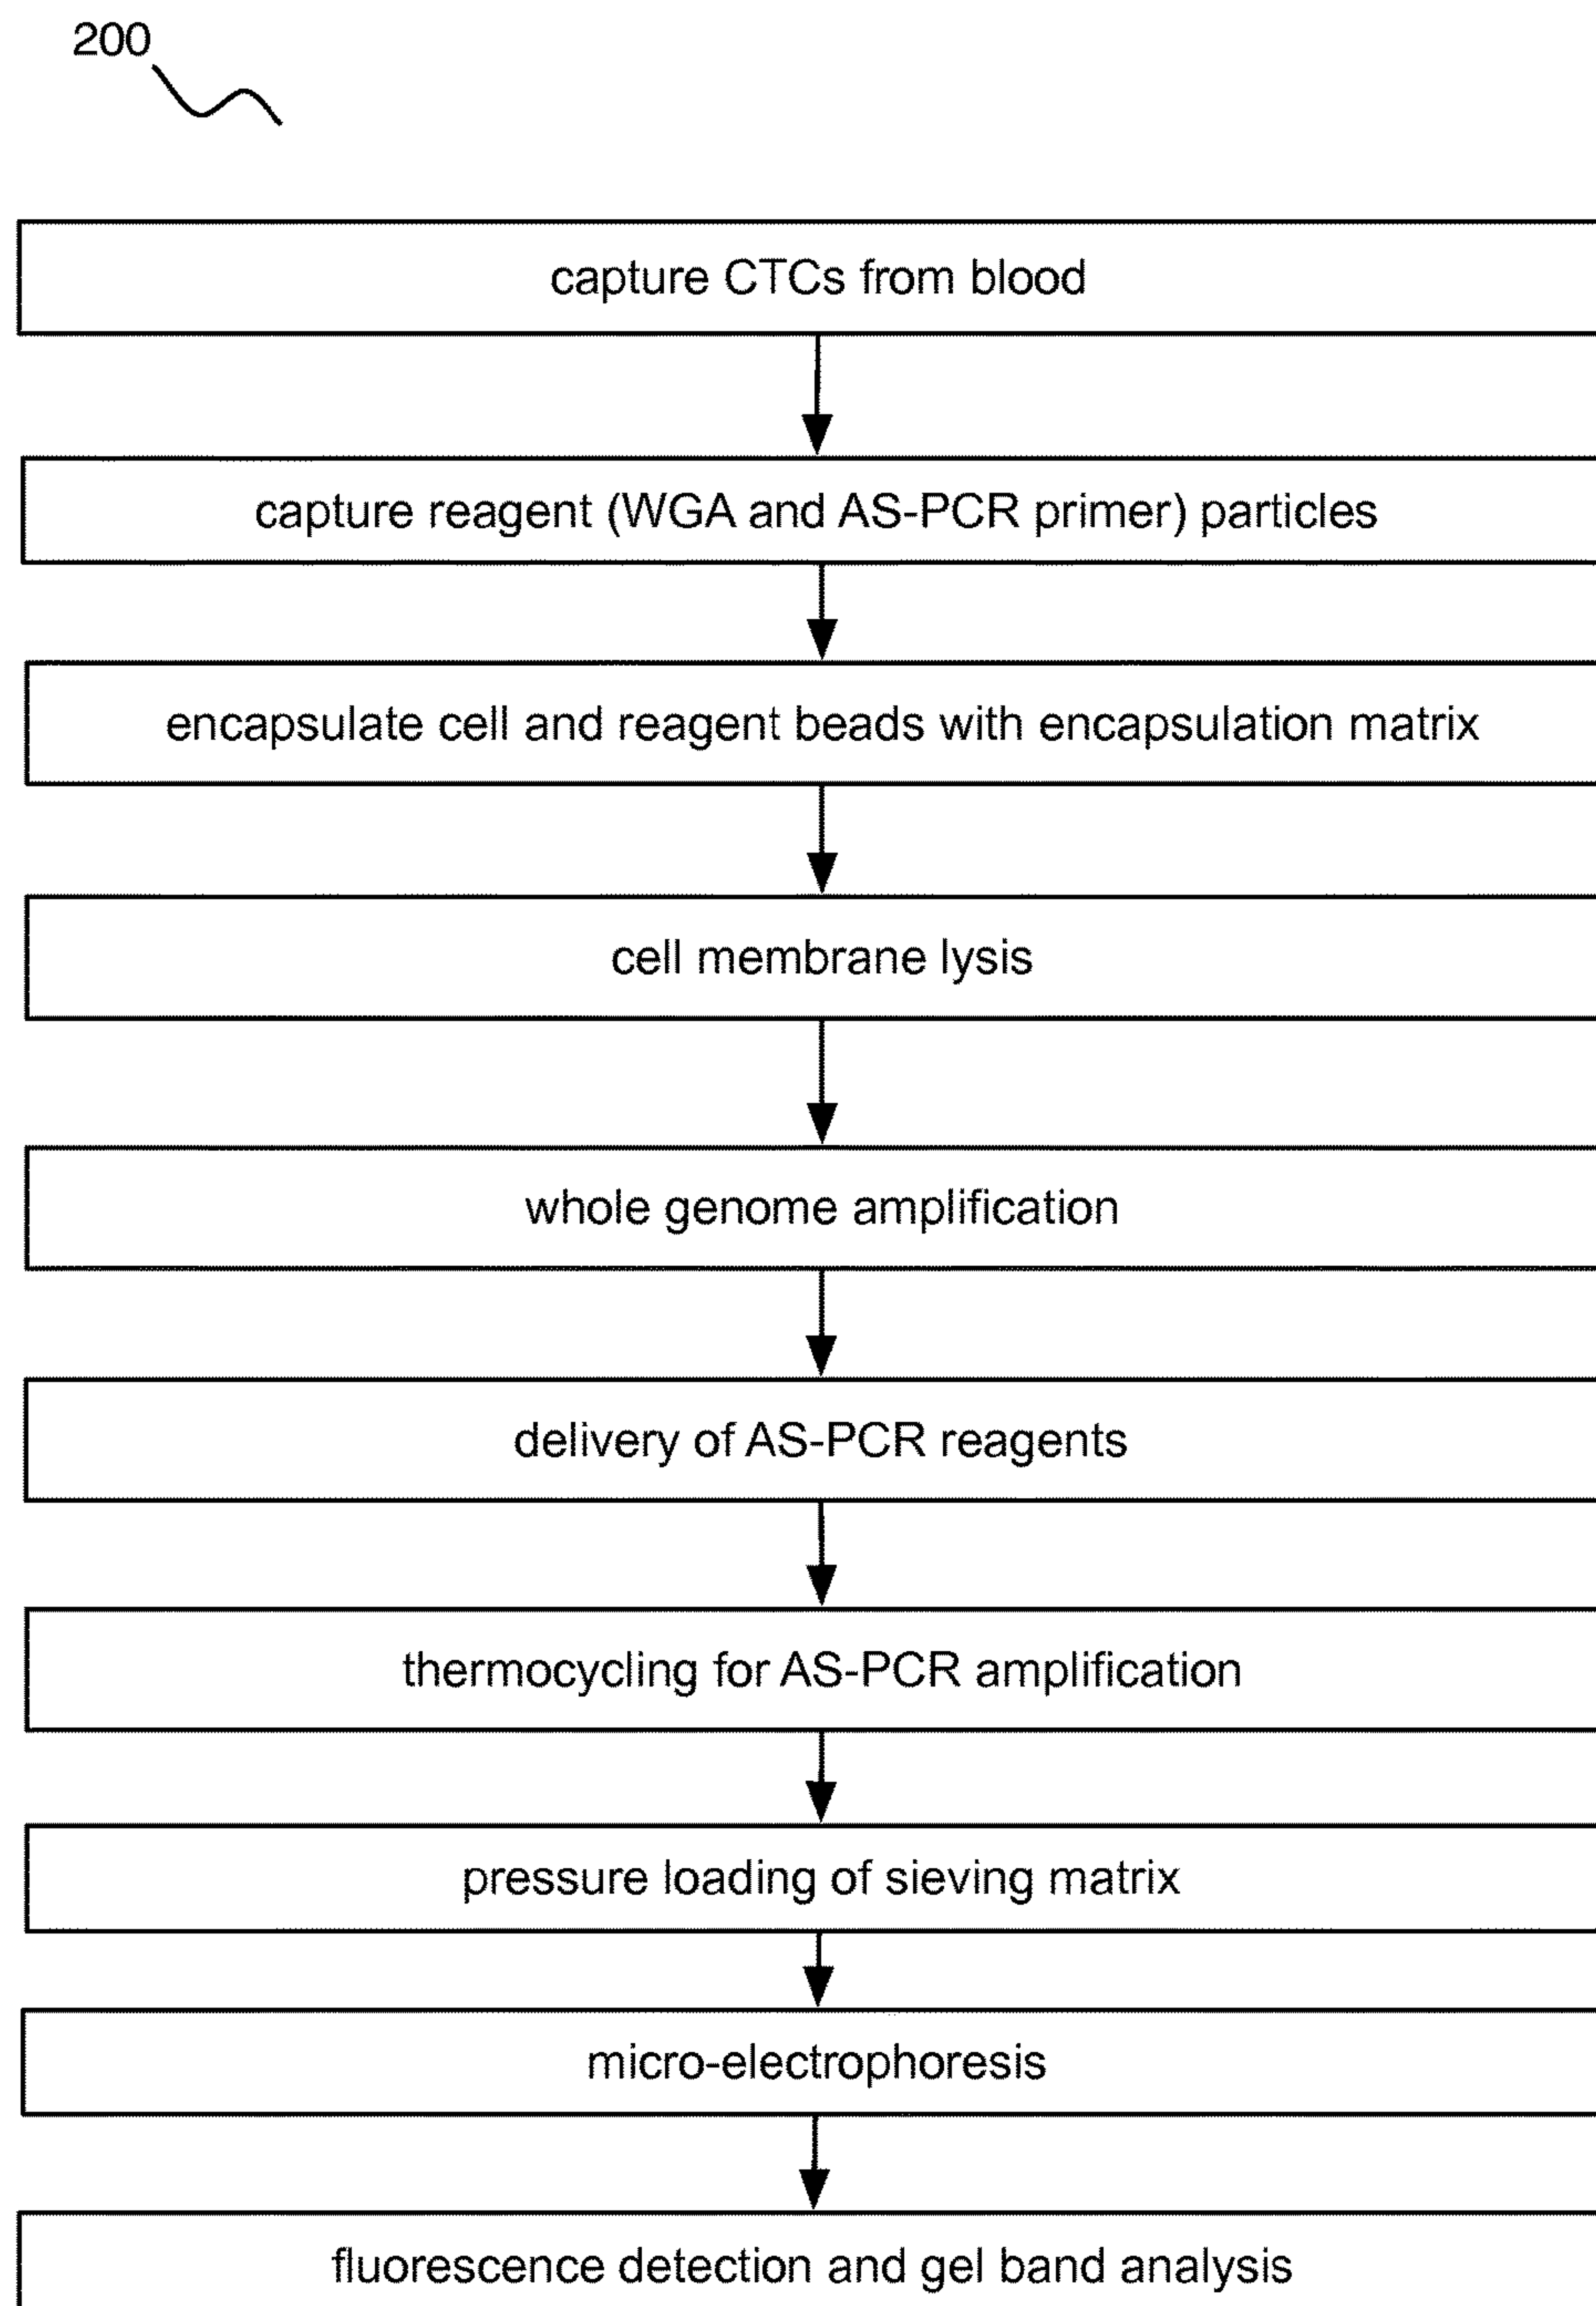 200
capture CTCs from blood
capture reagent (WGA and AS-PCR primer) particles
encapsulate cell and reagent beads with encapsulation matrix
cell membrane lysis
whole genome amplification
delivery of AS-PCR reagents
thermocycling for AS-PCR amplification
pressure loading of sieving matrix
micro-electrophoresis
fluorescence detection and gel band analysis